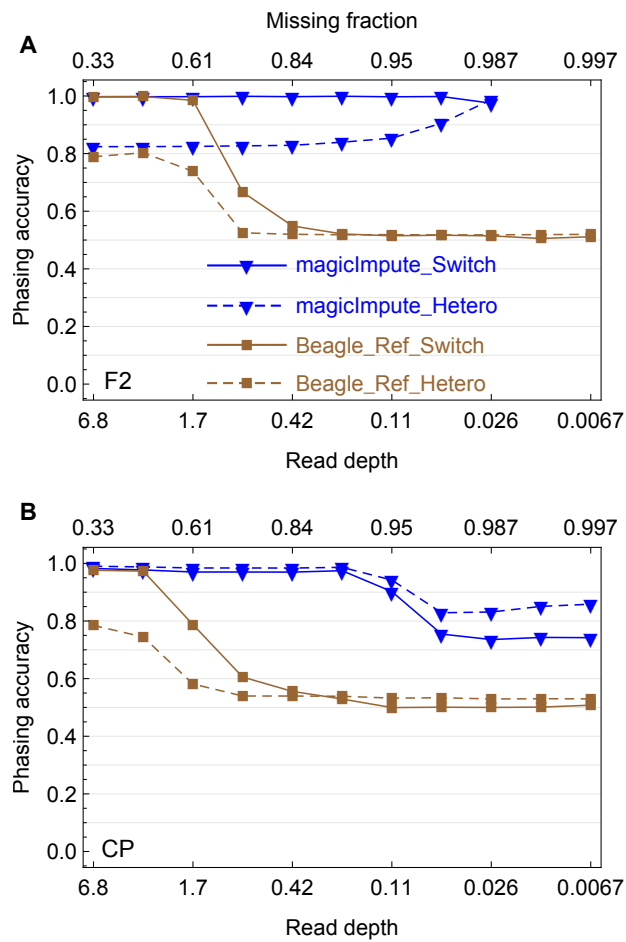 Missing fraction
A
0.33 0.61 0.84 0.95 0.987 0.997
1.0
0.8
0.6
0.4
0.2
0.0
Phasing accuracy
magicImpute_Switch
magicImpute_Hetero
Beagle_Ref_Switch
Beagle_Ref_Hetero
F2
6.8 1.7 0.42 0.11 0.026 0.0067
Read depth
B
0.33 0.61 0.84 0.95 0.987 0.997
1.0
0.8
0.6
0.4
0.2
0.0
Phasing accuracy
CP
6.8 1.7 0.42 0.11 0.026 0.0067
Read depth